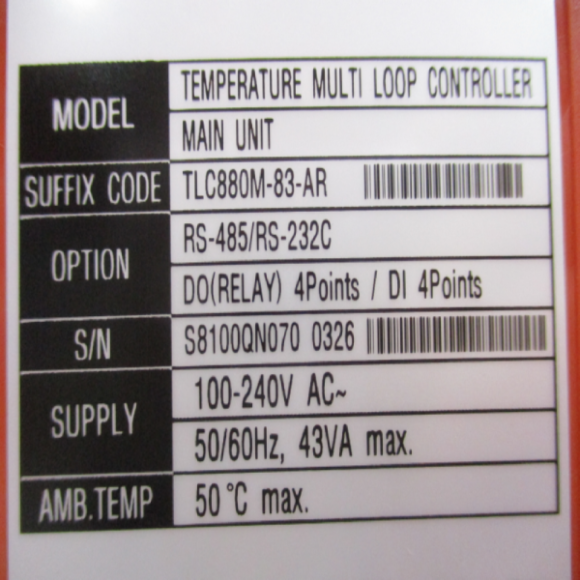 MODEL
TEMPERATURE MULTI LOOP CONTROLLER
MAIN UNIT
SUFFIX CODE
TLC880M-83-AR
OPTION
RS-485/RS-232C
DO(RELAY) 4Points / DI 4Points
S/N
S8100QN070 0326
SUPPLY
100-240V AC~
50/60Hz, 43VA max.
AMB.TEMP
50 °C max.